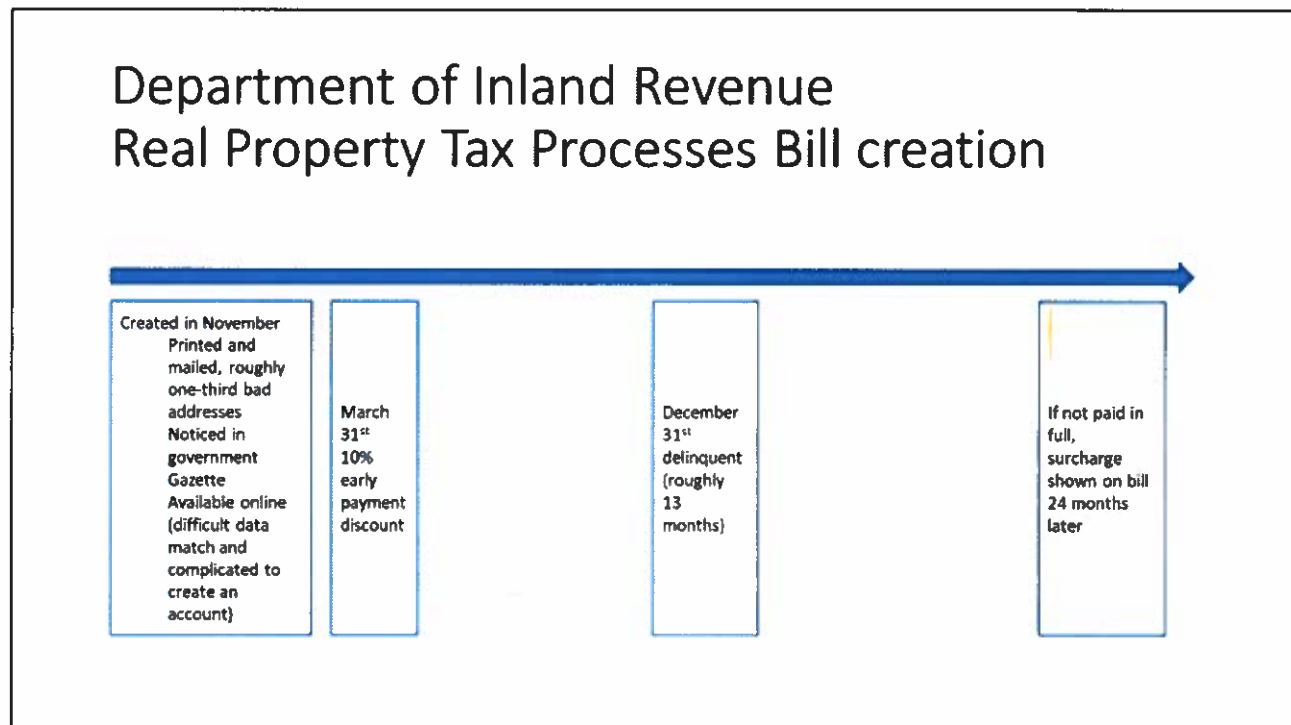 Department of Inland Revenue
Real Property Tax Processes Bill creation
Created in November
Printed and
mailed, roughly
one-third bad
addresses
Noticed in
government
Gazette
Available online
(difficult data
match and
complicated to
create an
account)
March
31st
10%
early
payment
discount
December
31st
delinquent
(roughly
13
months)
If not paid in
full,
surcharge
shown on bill
24 months
later